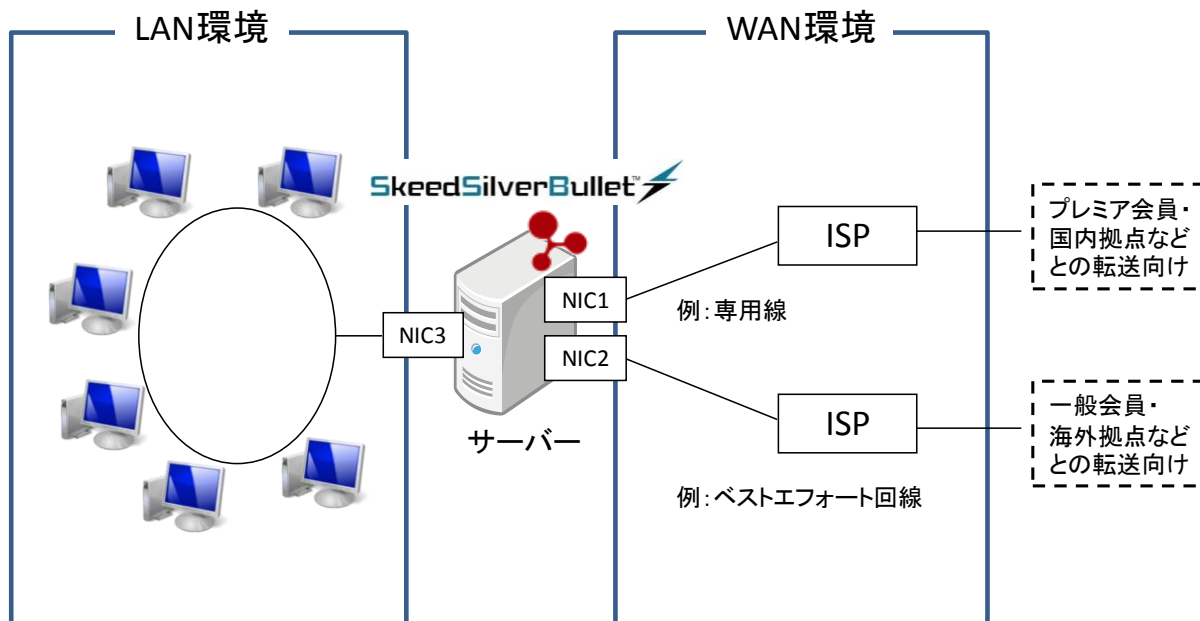 LAN環境
WAN環境
SkeedSilverBullet™
NIC1
NIC2
NIC3
サーバー
ISP
例：専用線
プレミア会員・
国内拠点など
との転送向け
ISP
例：ベストエフォート回線
一般会員・
海外拠点など
との転送向け